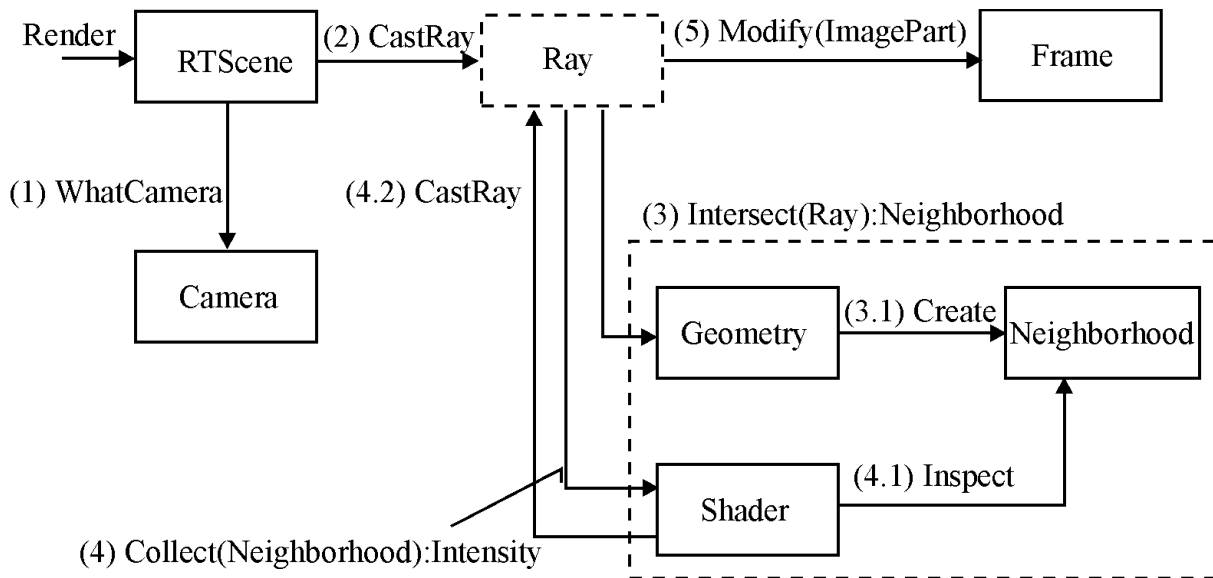 Render
RTScene
(2) CastRay
Ray
(5) Modify(ImagePart)
Frame
(1) WhatCamera
(4.2) CastRay
(3) Intersect(Ray):Neighborhood
Camera
Geometry
(3.1) Create
Neighborhood
Shader
(4.1) Inspect
(4) Collect(Neighborhood):Intensity